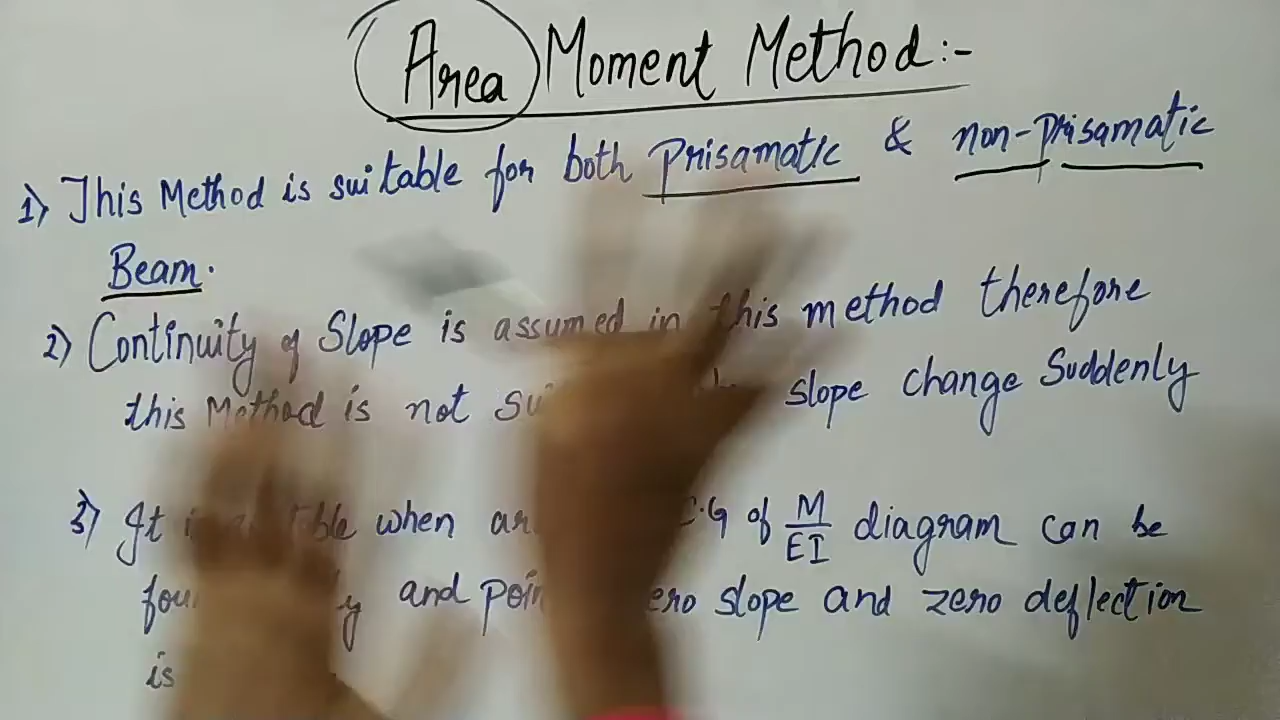 Area Moment Method:-
1) This Method is suitable for both Prisamatic & non-prisamatic
Beam.
2) Continuity of Slope is assumed in this method therefore
this Method is not slope change Suddenly
3) It when C.G of M/EI diagram can be
and zero slope and zero deflection
is